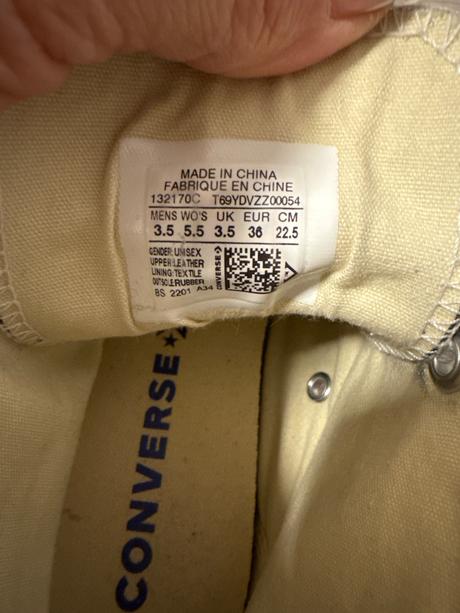 MADE IN CHINA
FABRIQUE EN CHINE
132170C T69YDVZZ00054
MENS WO'S UK EUR CM
3.5 5.5 3.5 36 22.5
GENDER: UNISEX
UPPER: LEATHER
LINING: TEXTILE
OUTSOLE: RUBBER
BS 2201 A34
CONVERSE
CONVERSE